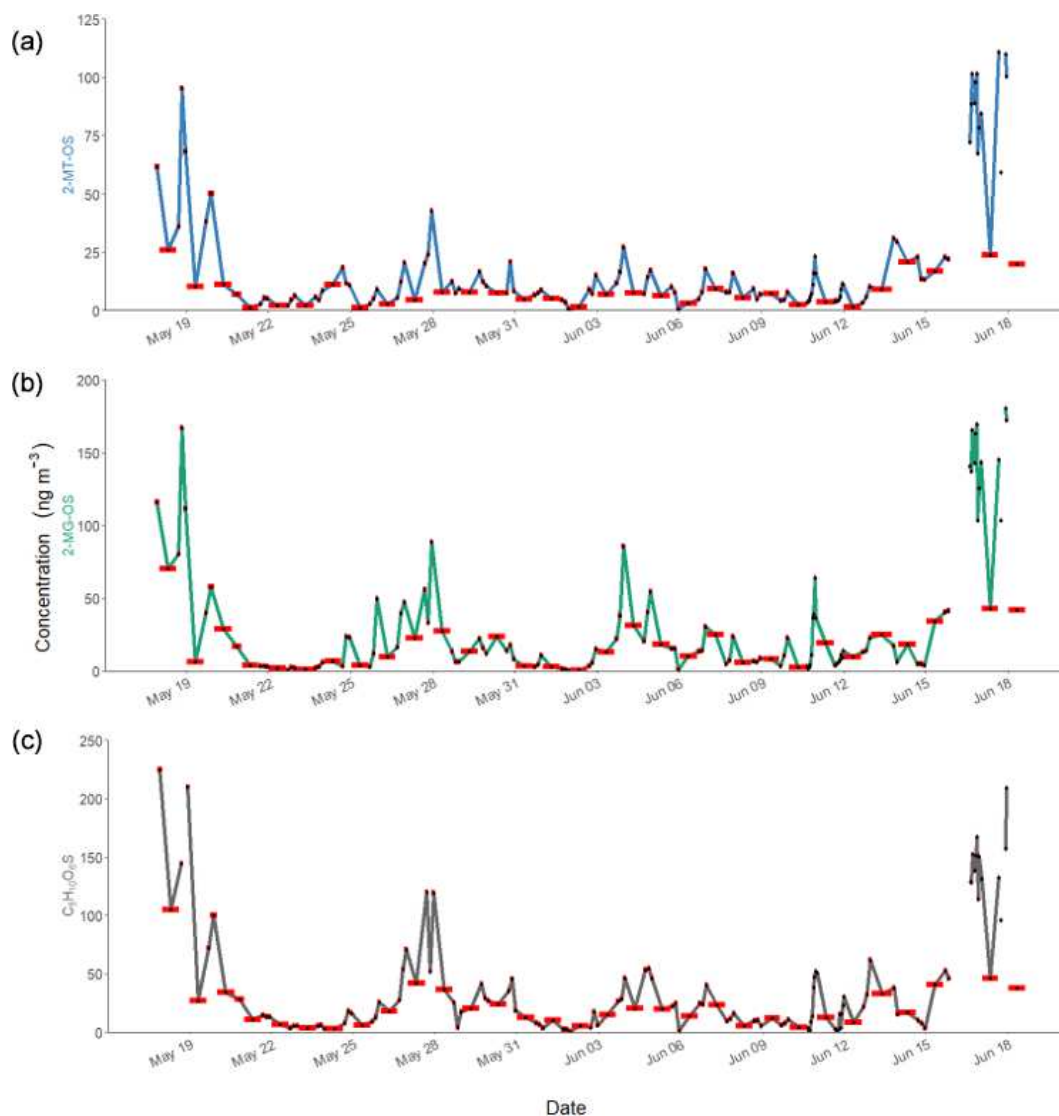 (a)
125
100
75
50
25
0
2-MT-OS
May 19
May 22
May 25
May 28
May 31
Jun 03
Jun 06
Jun 09
Jun 12
Jun 15
Jun 18
(b)
200
150
100
50
0
Concentration (ng m⁻³)
2-MG-OS
May 19
May 22
May 25
May 28
May 31
Jun 03
Jun 06
Jun 09
Jun 12
Jun 15
Jun 18
(c)
250
200
150
100
50
0
C₅H₁₀O₆S
May 19
May 22
May 25
May 28
May 31
Jun 03
Jun 06
Jun 09
Jun 12
Jun 15
Jun 18
Date